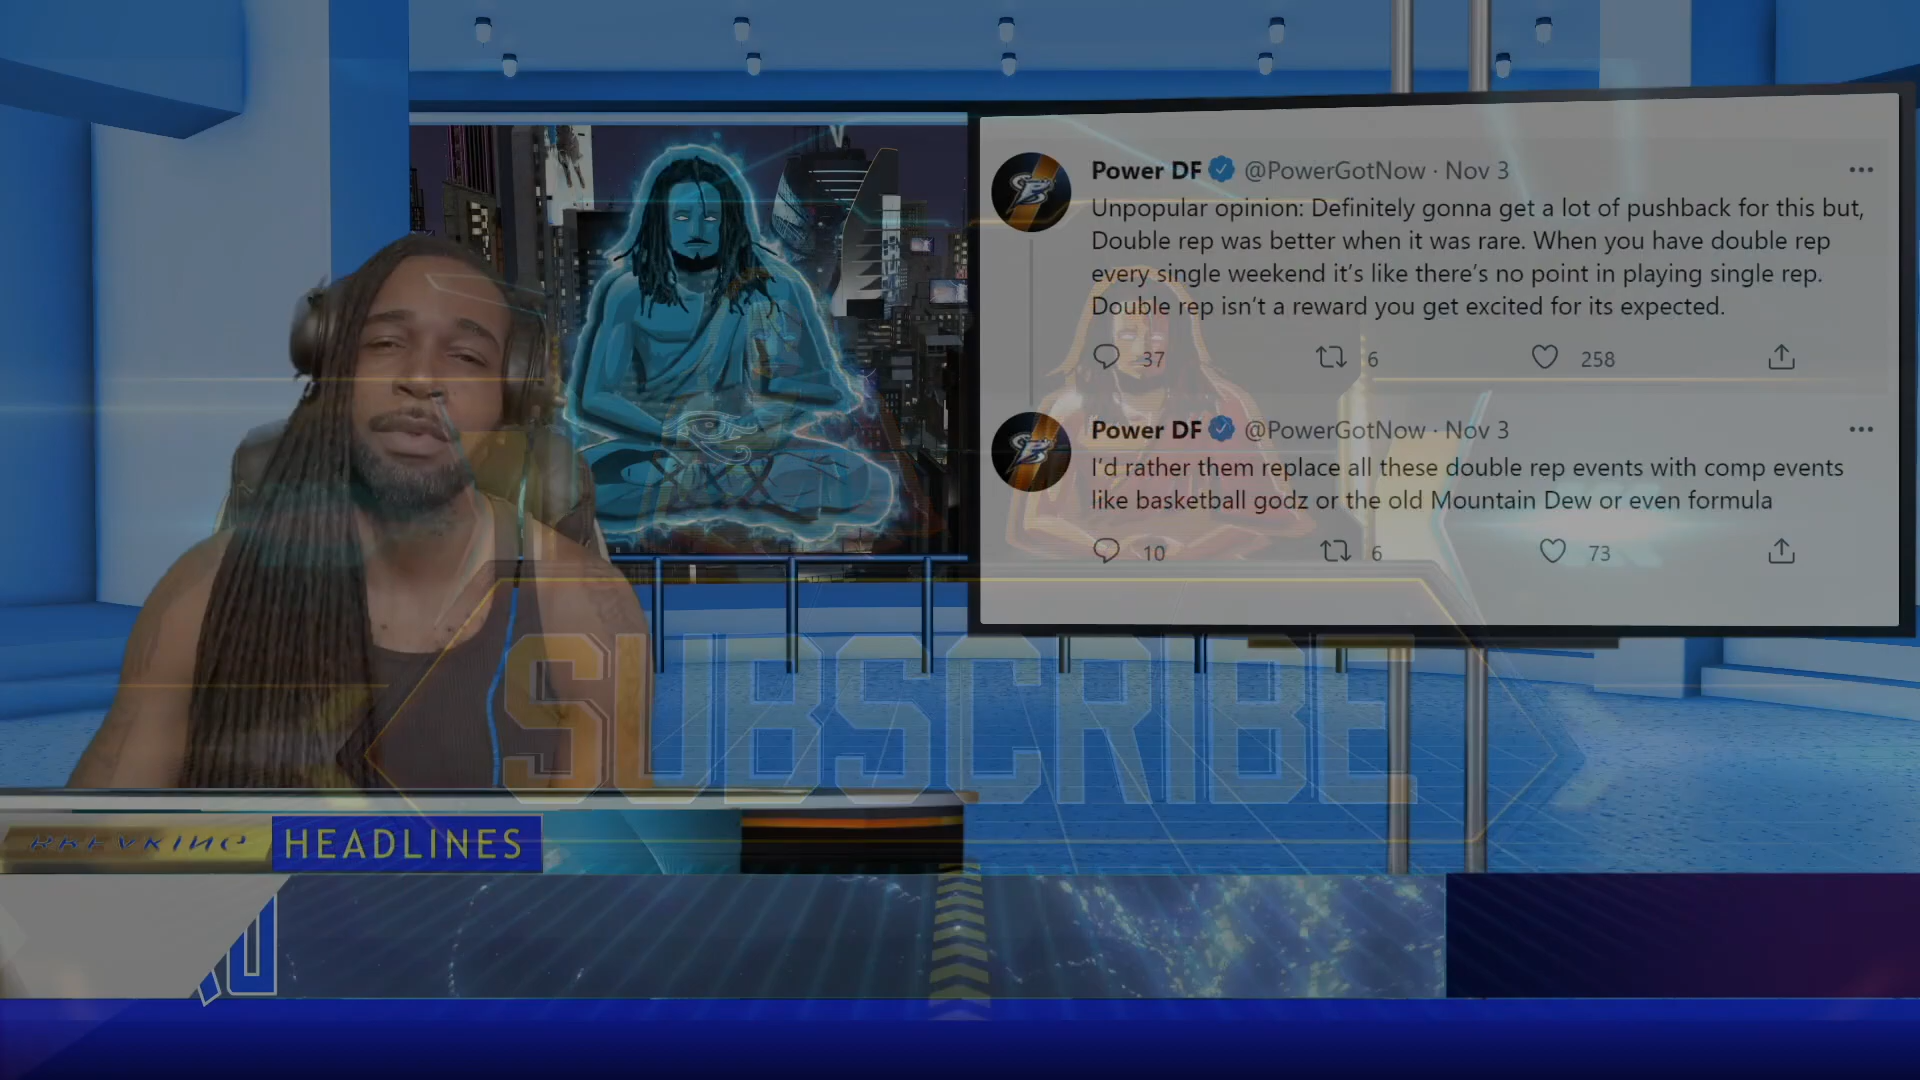 Power DF @PowerGotNow · Nov 3
Unpopular opinion: Definitely gonna get a lot of pushback for this but,
Double rep was better when it was rare. When you have double rep
every single weekend it's like there's no point in playing single rep.
Double rep isn't a reward you get excited for its expected.
37 6 258
Power DF @PowerGotNow · Nov 3
I'd rather them replace all these double rep events with comp events
like basketball godz or the old Mountain Dew or even formula
10 6 73
SUBSCRIBE
HEADLINES